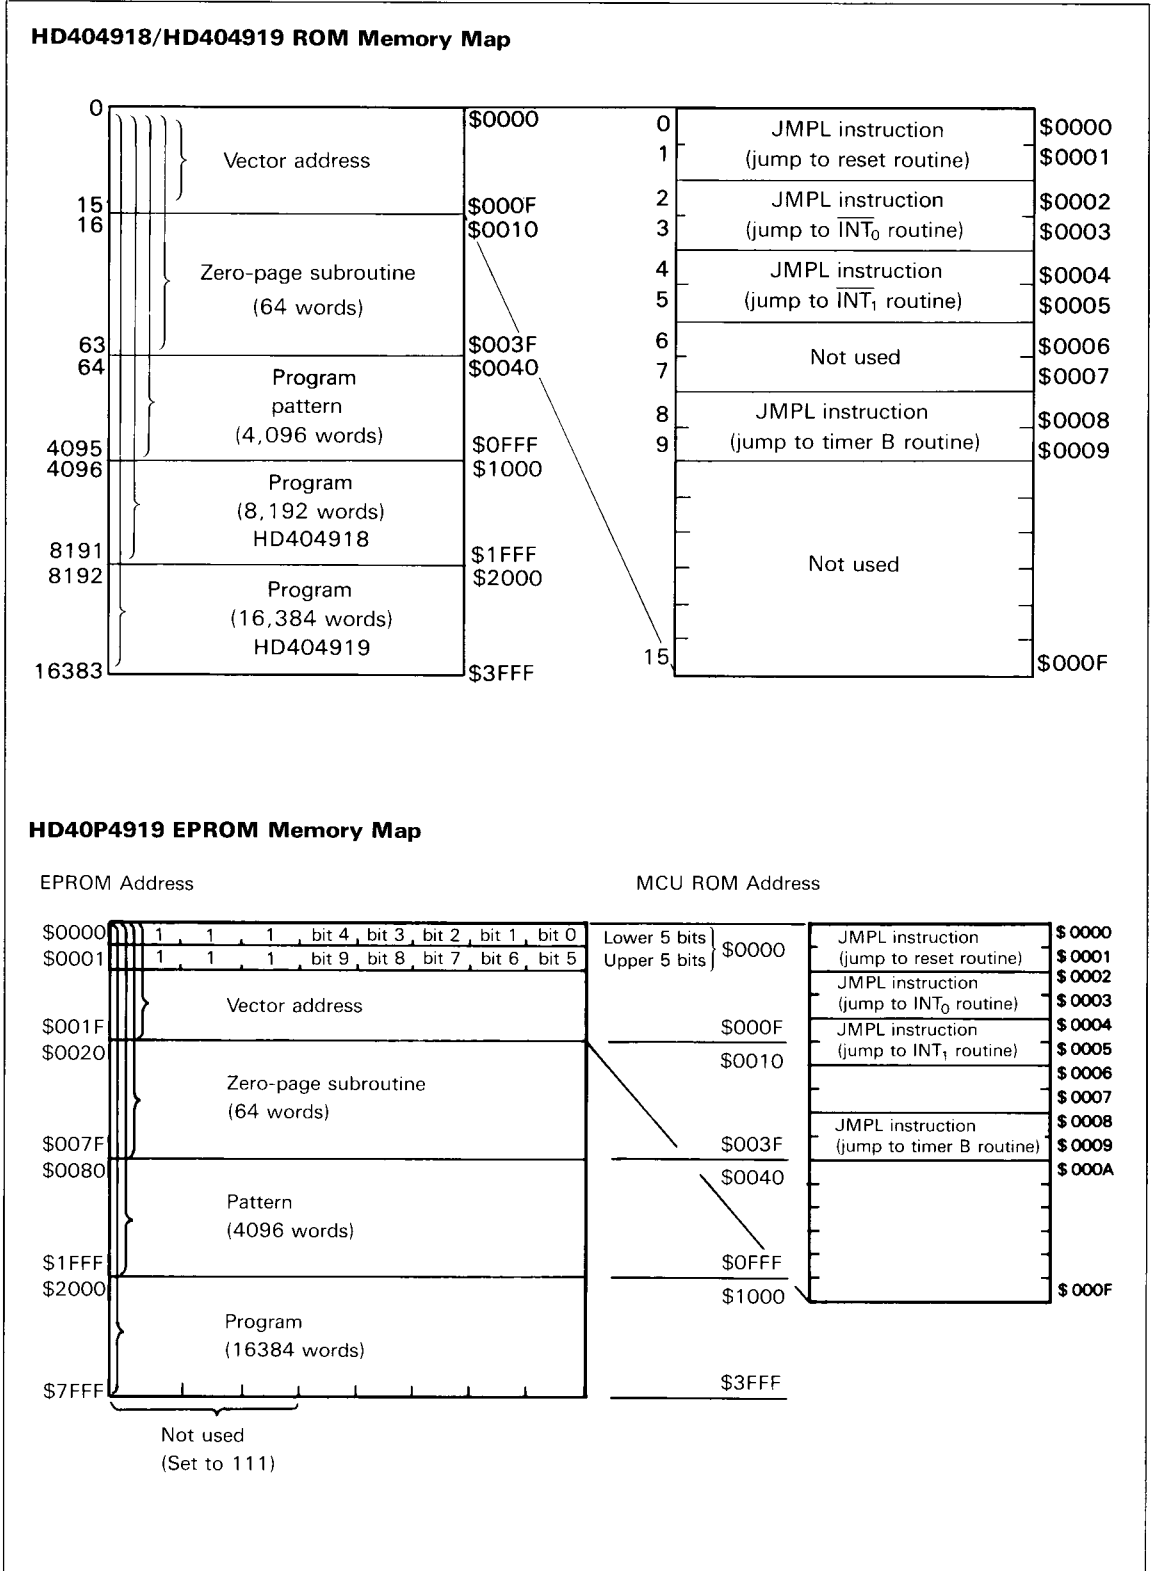 HD404918/HD404919 ROM Memory Map
0
$0000
Vector address
15
$000F
16
$0010
Zero-page subroutine
(64 words)
63
$003F
64
$0040
Program
pattern
(4,096 words)
4095
$0FFF
4096
$1000
Program
(8,192 words)
HD404918
8191
$1FFF
8192
$2000
Program
(16,384 words)
HD404919
16383
$3FFF
0
JMPL instruction
$0000
1
(jump to reset routine)
$0001
2
JMPL instruction
$0002
3
(jump to INT0 routine)
$0003
4
JMPL instruction
$0004
5
(jump to INT1 routine)
$0005
6
Not used
$0006
7
$0007
8
JMPL instruction
$0008
9
(jump to timer B routine)
$0009
Not used
15
$000F
HD40P4919 EPROM Memory Map
EPROM Address
MCU ROM Address
$0000 1 1 1 bit 4 bit 3 bit 2 bit 1 bit 0 Lower 5 bits
$0001 1 1 1 bit 9 bit 8 bit 7 bit 6 bit 5 Upper 5 bits
$0000
Vector address
$001F
$000F
$0020
$0010
Zero-page subroutine
(64 words)
$007F
$003F
$0080
$0040
Pattern
(4096 words)
$1FFF
$0FFF
$2000
$1000
Program
(16384 words)
$7FFF
$3FFF
Not used
(Set to 111)
JMPL instruction
$0000
(jump to reset routine)
$0001
JMPL instruction
$0002
(jump to INT0 routine)
$0003
JMPL instruction
$0004
(jump to INT1 routine)
$0005
$0006
$0007
JMPL instruction
$0008
(jump to timer B routine)
$0009
$000A
$000F